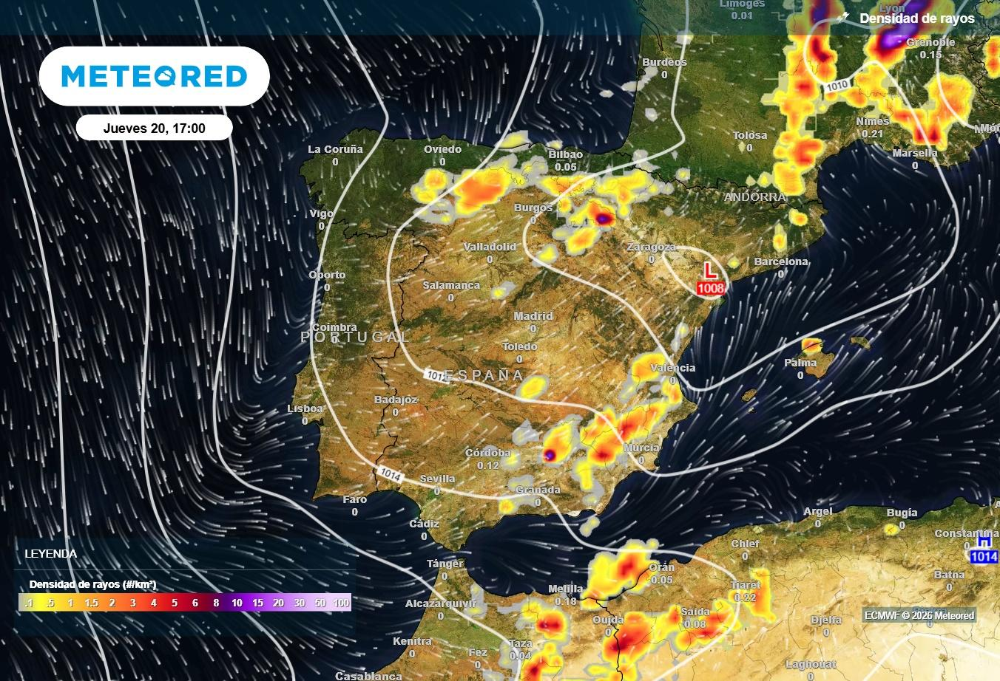 Limoges
0.01
Lyon
Densidad de rayos
Grenoble
0.15
Burdeos
0
METEORED
Jueves 20, 17:00
1010
Nimes
0.21
Tolosa
0
Marsella
0
La Coruña
0
Oviedo
0
Bilbao
0.05
ANDORRA
Vigo
0
Burgos
0
Valladolid
0
Zaragoza
0
Barcelona
0
L
1008
Oporto
0
Salamanca
0
Madrid
0
Coimbra
0
PORTUGAL
Toledo
0
Palma
0
Valencia
0
1012
ESPAÑA
Lisboa
0
Badajoz
0
Córdoba
0.12
Murcia
0
1014
Sevilla
0
Granada
0
Faro
0
Cádiz
0
Argel
0
Bugía
0
Constantina
0
H
1014
Chlef
0
LEYENDA
Tánger
0
Orán
0.05
Batna
0
Densidad de rayos (#/km²)
.1 .5 1 1.5 2 3 4 5 6 8 10 15 20 30 50 100
Melilla
0.18
Tiaret
0.22
Alcazarquivir
0
Oujda
0
Saida
0.08
Djelfa
0
ECMWF © 2026 Meteored
Kenitra
0
Fez
0
Taza
0.04
Laghouat
0
Casablanca